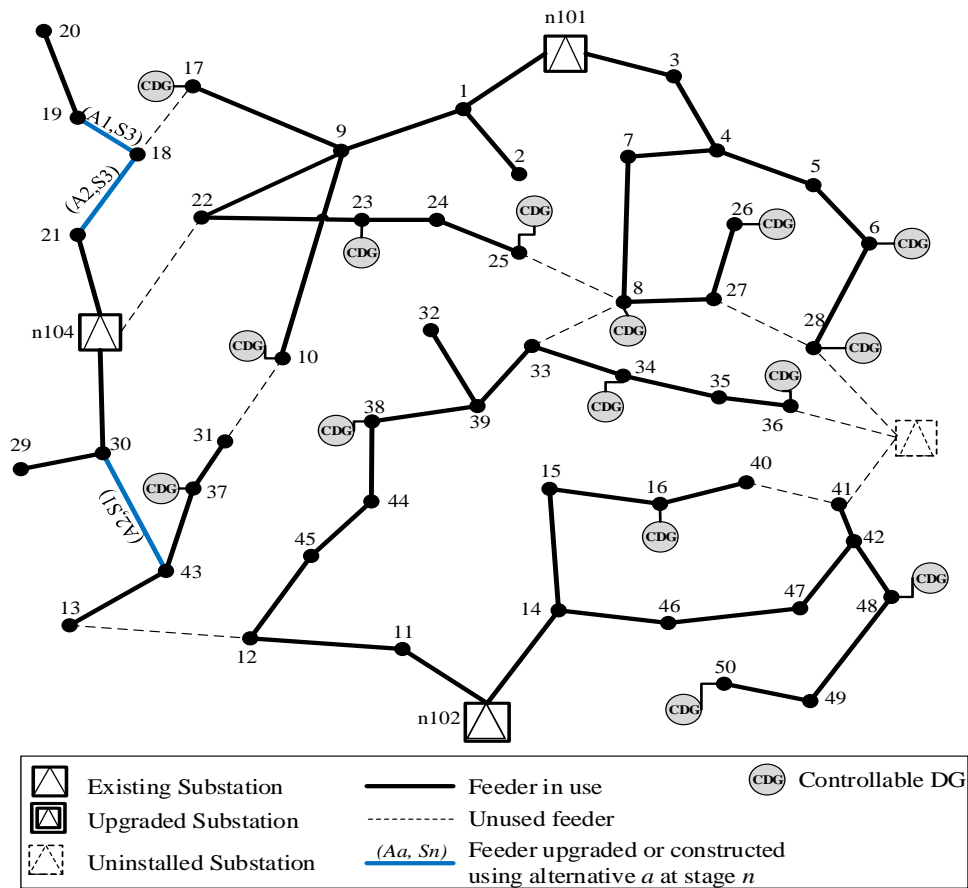 20
n101
17
CDG
3
1
19
(A1,S3)
18
9
7
4
2
5
(A2,S3)
22
23
24
CDG
26
CDG
6
CDG
21
CDG
25
8
27
28
CDG
n104
32
CDG
10
33
CDG
34
CDG
35
36
CDG
38
CDG
39
31
30
29
37
CDG
(A2,S1)
15
16
40
41
CDG
44
42
45
43
13
14
46
47
48
CDG
12
11
50
49
CDG
n102
Existing Substation
Feeder in use
CDG
Controllable DG
Upgraded Substation
Unused feeder
Uninstalled Substation
(Aa, Sn)
Feeder upgraded or constructed
using alternative a at stage n